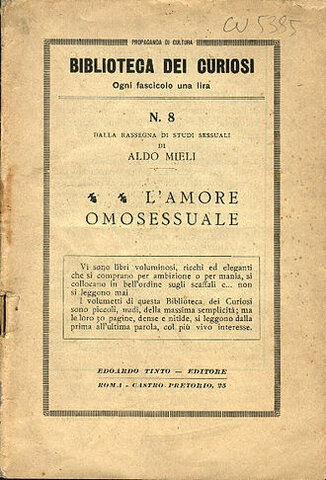 CU 5385
PROPAGANDA DI CULTURA
BIBLIOTECA DEI CURIOSI
Ogni fascicolo una lira
N. 8
DALLA RASSEGNA DI STUDI SESSUALI
DI
ALDO MIELI
L'AMORE
OMOSESSUALE
Vi sono libri voluminosi, ricchi ed eleganti
che si comprano per ambizione o per mania, si
collocano in bell'ordine sugli scaffali e... non
si leggono mai
I volumetti di questa Biblioteca dei Curiosi
sono piccoli, nudi, della massima semplicità; ma
le loro 50 pagine, dense e nitide, si leggono dalla
prima all'ultima parola, col più vivo interesse.
EDOARDO TINTO — EDITORE
ROMA - CASTRO PRETORIO, 25